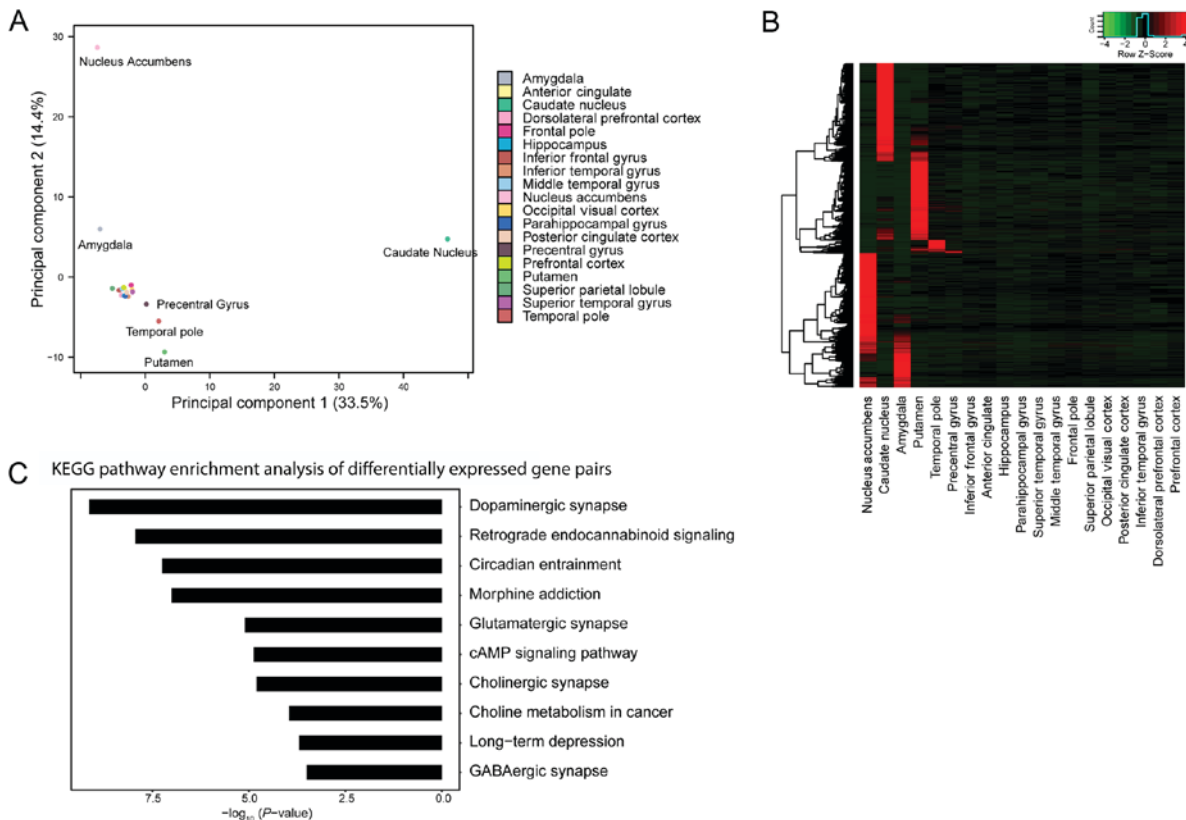 A
Principal component 2 (14.4%)
30
20
10
0
−10
Nucleus Accumbens
Amygdala
Caudate Nucleus
Precentral Gyrus
Temporal pole
Putamen
0
10
20
30
40
Principal component 1 (33.5%)
Amygdala
Anterior cingulate
Caudate nucleus
Dorsolateral prefrontal cortex
Frontal pole
Hippocampus
Inferior frontal gyrus
Inferior temporal gyrus
Middle temporal gyrus
Nucleus accumbens
Occipital visual cortex
Parahippocampal gyrus
Posterior cingulate cortex
Precentral gyrus
Prefrontal cortex
Putamen
Superior parietal lobule
Superior temporal gyrus
Temporal pole
B
Count
−4 −2 0 2 4
Row Z-Score
Nucleus accumbens
Caudate nucleus
Amygdala
Putamen
Temporal pole
Precentral gyrus
Inferior frontal gyrus
Anterior cingulate
Hippocampus
Parahippocampal gyrus
Superior temporal gyrus
Middle temporal gyrus
Frontal pole
Superior parietal lobule
Occipital visual cortex
Posterior cingulate cortex
Inferior temporal gyrus
Dorsolateral prefrontal cortex
Prefrontal cortex
C
KEGG pathway enrichment analysis of differentially expressed gene pairs
Dopaminergic synapse
Retrograde endocannabinoid signaling
Circadian entrainment
Morphine addiction
Glutamatergic synapse
cAMP signaling pathway
Cholinergic synapse
Choline metabolism in cancer
Long−term depression
GABAergic synapse
7.5
5.0
2.5
0.0
−log₁₀ (P−value)